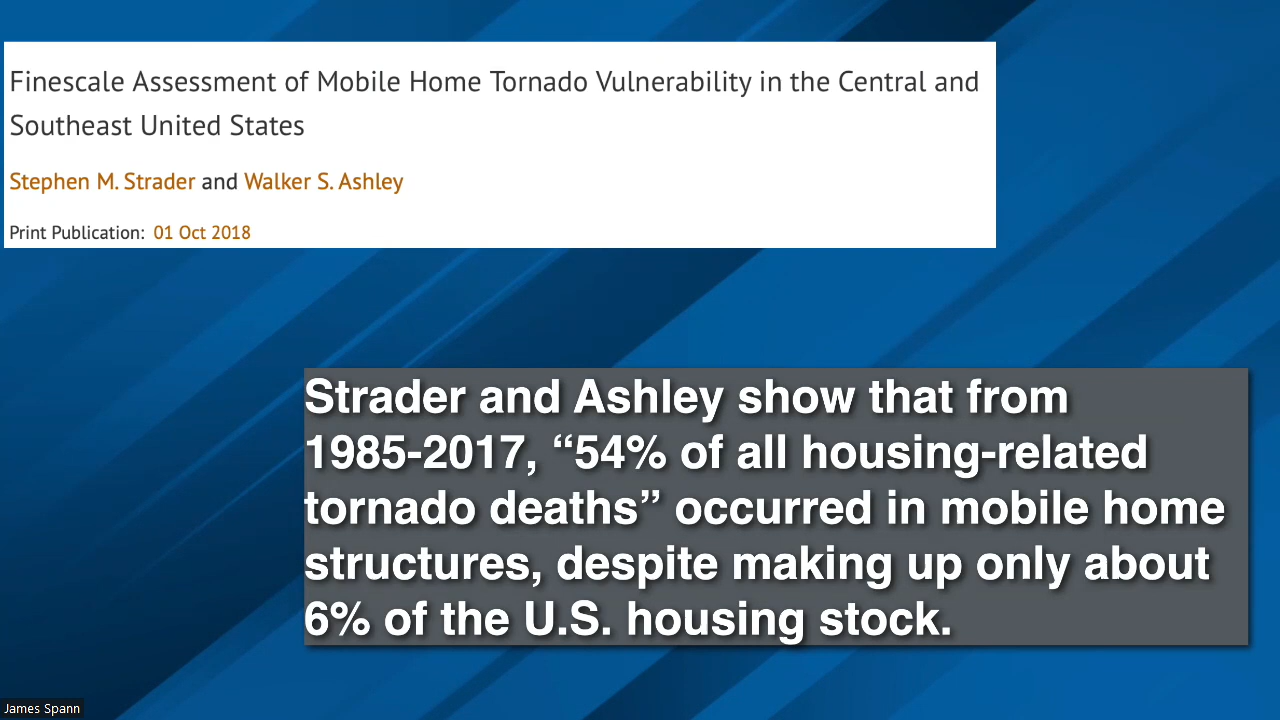 Finescale Assessment of Mobile Home Tornado Vulnerability in the Central and
Southeast United States
Stephen M. Strader and Walker S. Ashley
Print Publication: 01 Oct 2018
Strader and Ashley show that from
1985-2017, “54% of all housing-related
tornado deaths” occurred in mobile home
structures, despite making up only about
6% of the U.S. housing stock.
James Spann